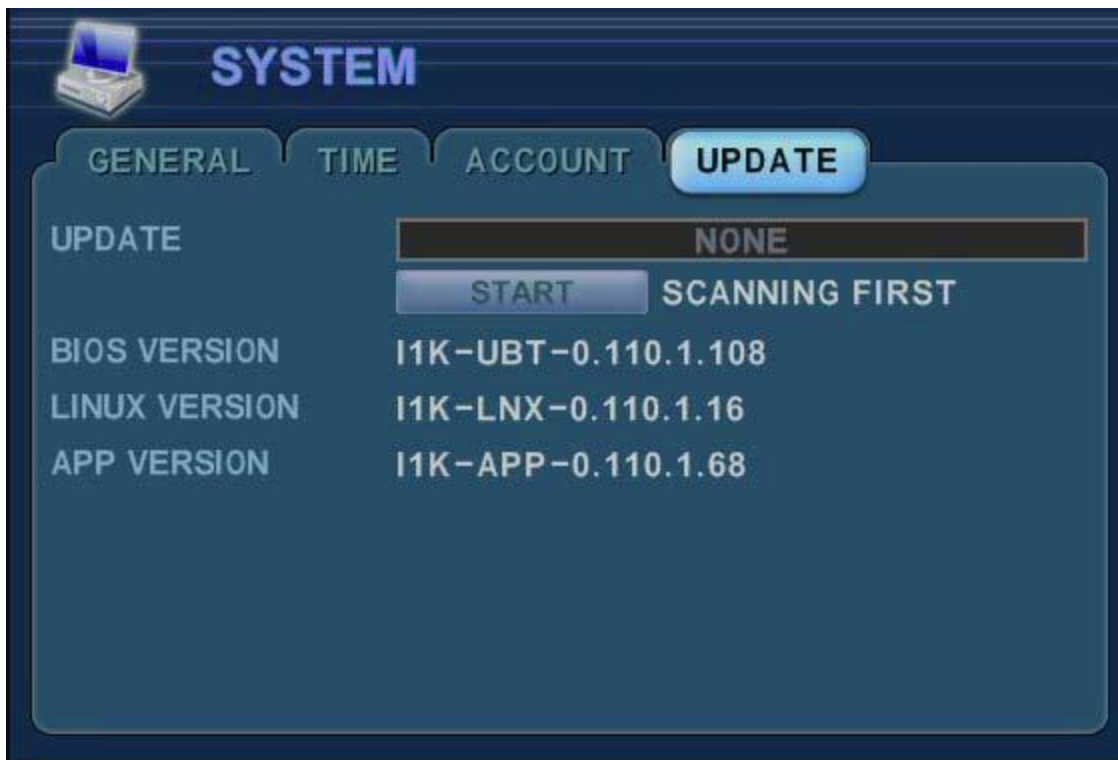 SYSTEM
GENERAL TIME ACCOUNT UPDATE
UPDATE NONE
START SCANNING FIRST
BIOS VERSION I1K-UBT-0.110.1.108
LINUX VERSION I1K-LNX-0.110.1.16
APP VERSION I1K-APP-0.110.1.68